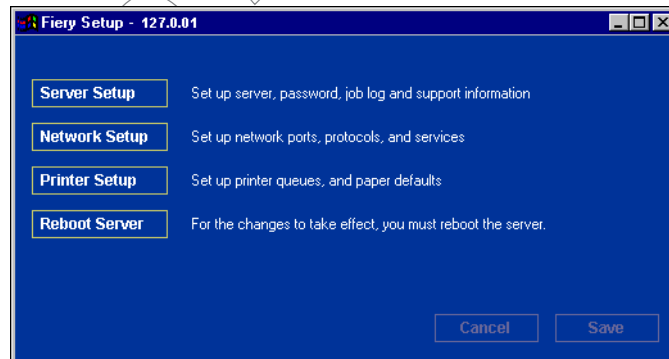 Fiery Setup - 127.0.01
Server Setup Set up server, password, job log and support information
Network Setup Set up network ports, protocols, and services
Printer Setup Set up printer queues, and paper defaults
Reboot Server For the changes to take effect, you must reboot the server.
Cancel Save